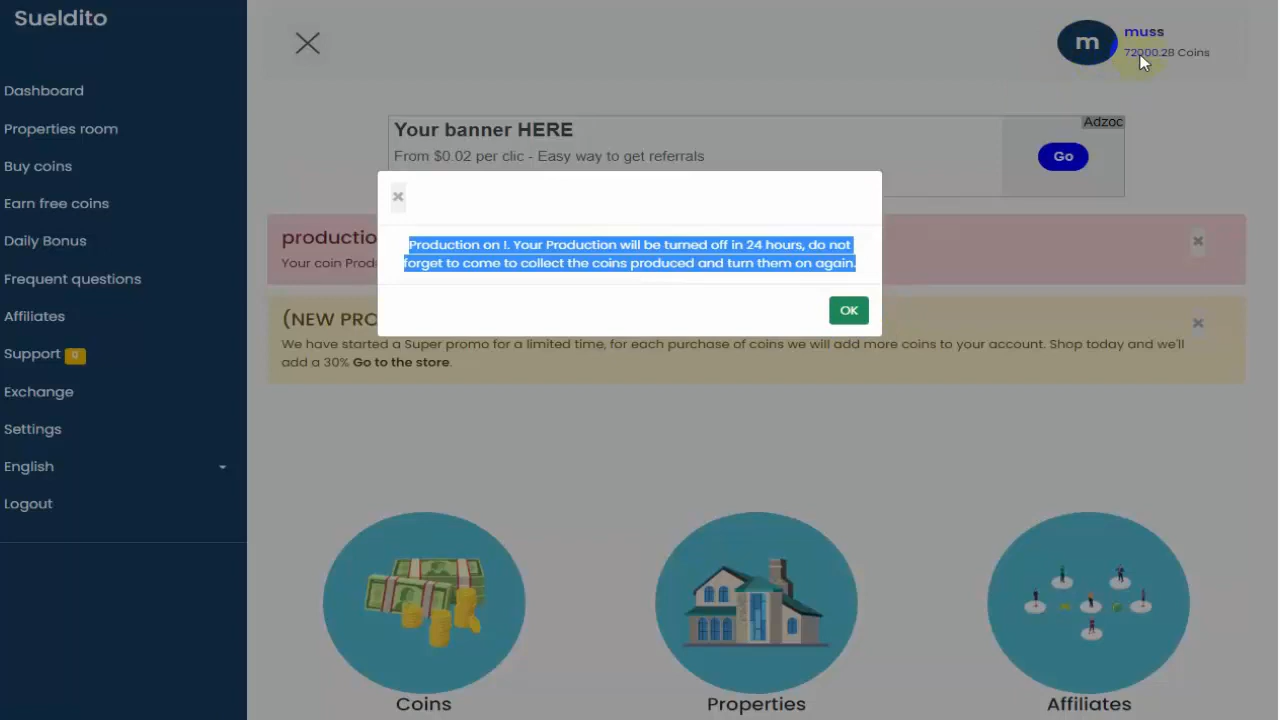 Sueldito
Dashboard
Properties room
Buy coins
Earn free coins
Daily Bonus
Frequent questions
Affiliates
Support 0
Exchange
Settings
English
Logout
m
muss
72000.28 Coins
Your banner HERE
Adzoc
From $0.02 per clic - Easy way to get referrals
Go
×
Production on !. Your Production will be turned off in 24 hours, do not
forget to come to collect the coins produced and turn them on again.
OK
productio
Your coin Prod
×
(NEW PRO
×
We have started a Super promo for a limited time, for each purchase of coins we will add more coins to your account. Shop today and we'll
add a 30% Go to the store.
Coins
Properties
Affiliates